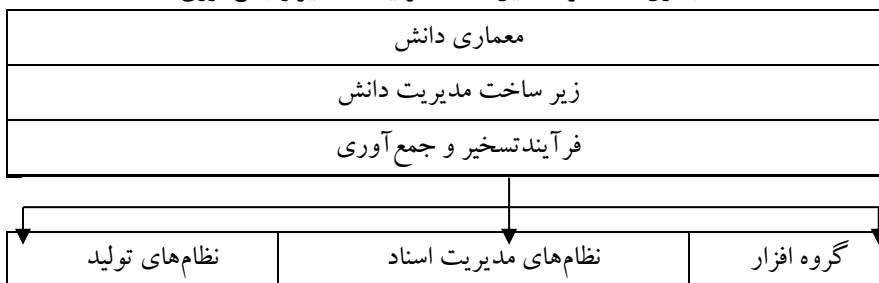 معماری دانش
زیر ساخت مدیریت دانش
فرآیندتسخیر و جمع‌آوری
گروه افزار نظام‌های مدیریت اسناد نظام‌های تولید